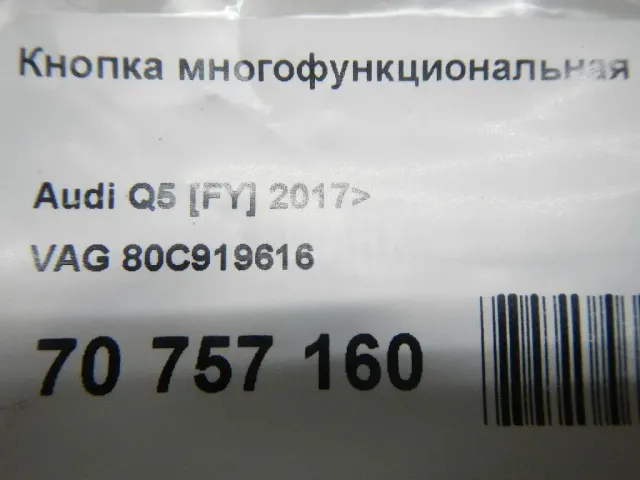 Кнопка многофункциональная
Audi Q5 [FY] 2017>
VAG 80C919616
70 757 160